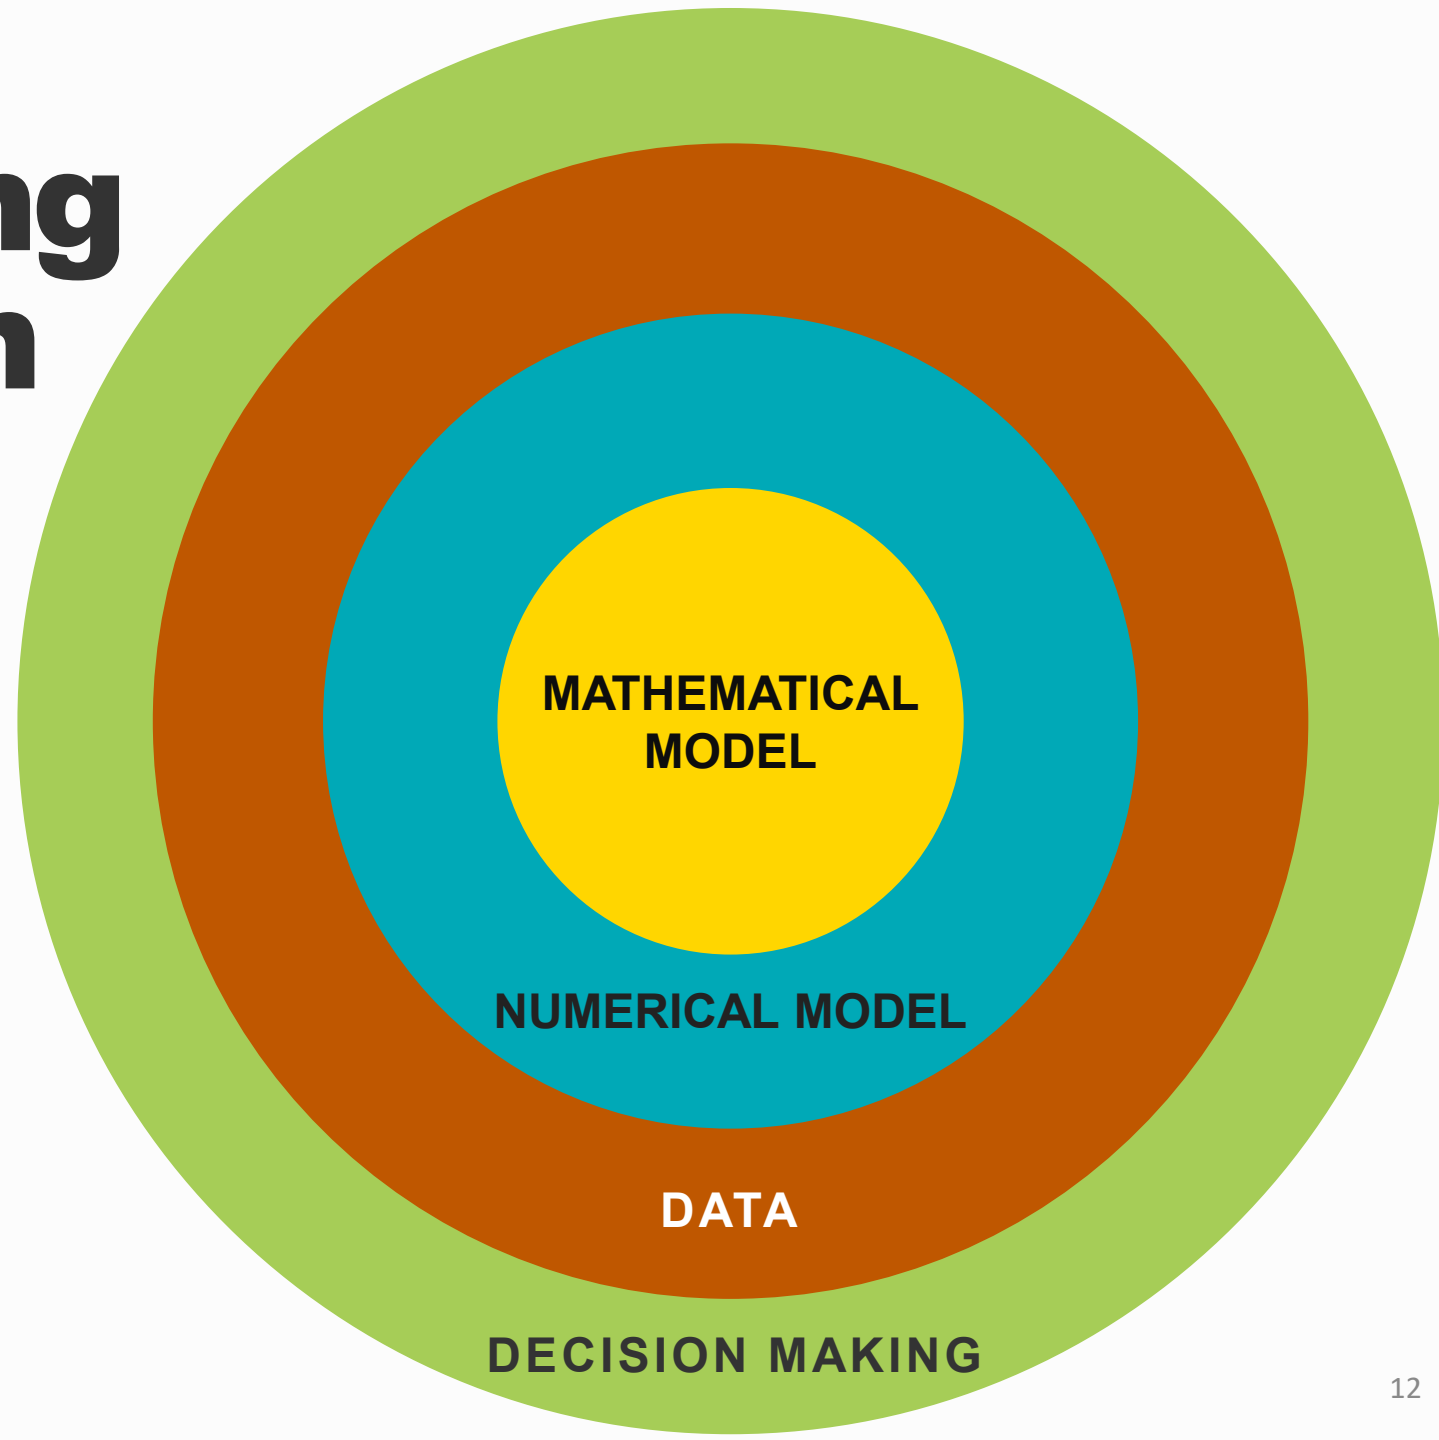 MATHEMATICAL
MODEL
NUMERICAL MODEL
DATA
DECISION MAKING
12